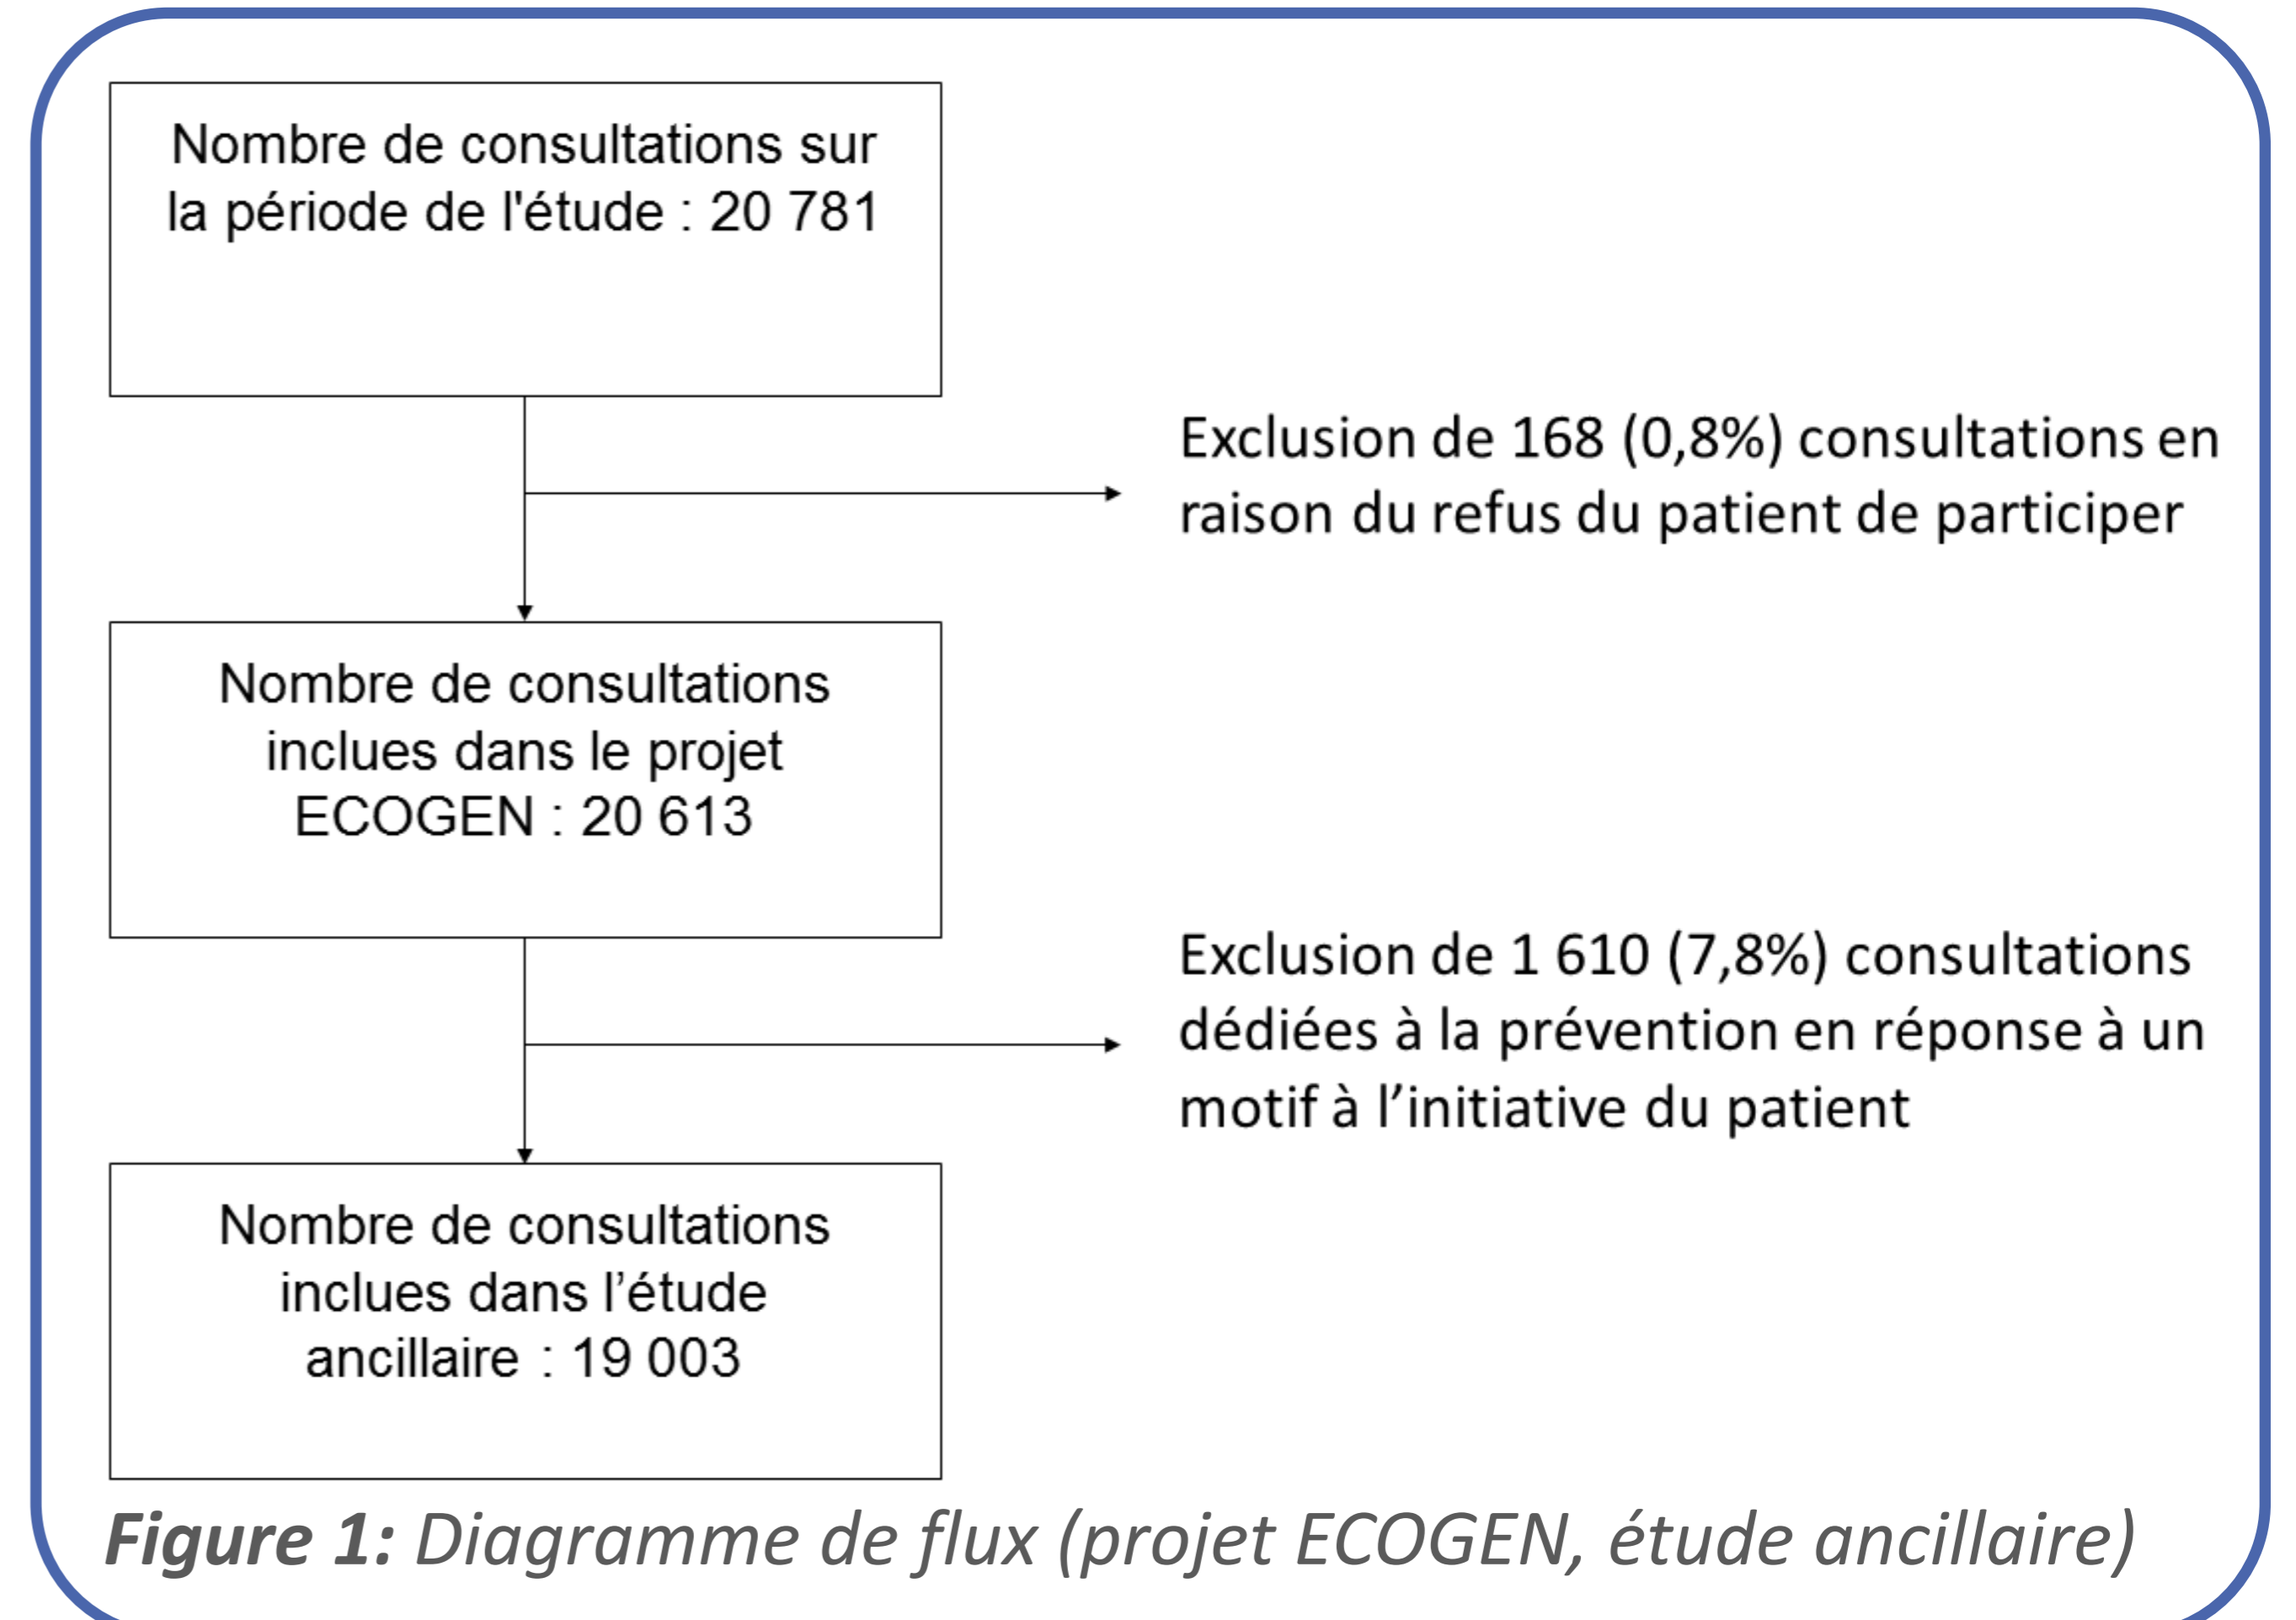 Nombre de consultations sur
la période de l'étude : 20 781
Exclusion de 168 (0,8%) consultations en
raison du refus du patient de participer
Nombre de consultations
inclues dans le projet
ECOGEN : 20 613
Exclusion de 1 610 (7,8%) consultations
dédiées à la prévention en réponse à un
motif à l’initiative du patient
Nombre de consultations
inclues dans l’étude
ancillaire : 19 003
Figure 1: Diagramme de flux (projet ECOGEN, étude ancillaire)